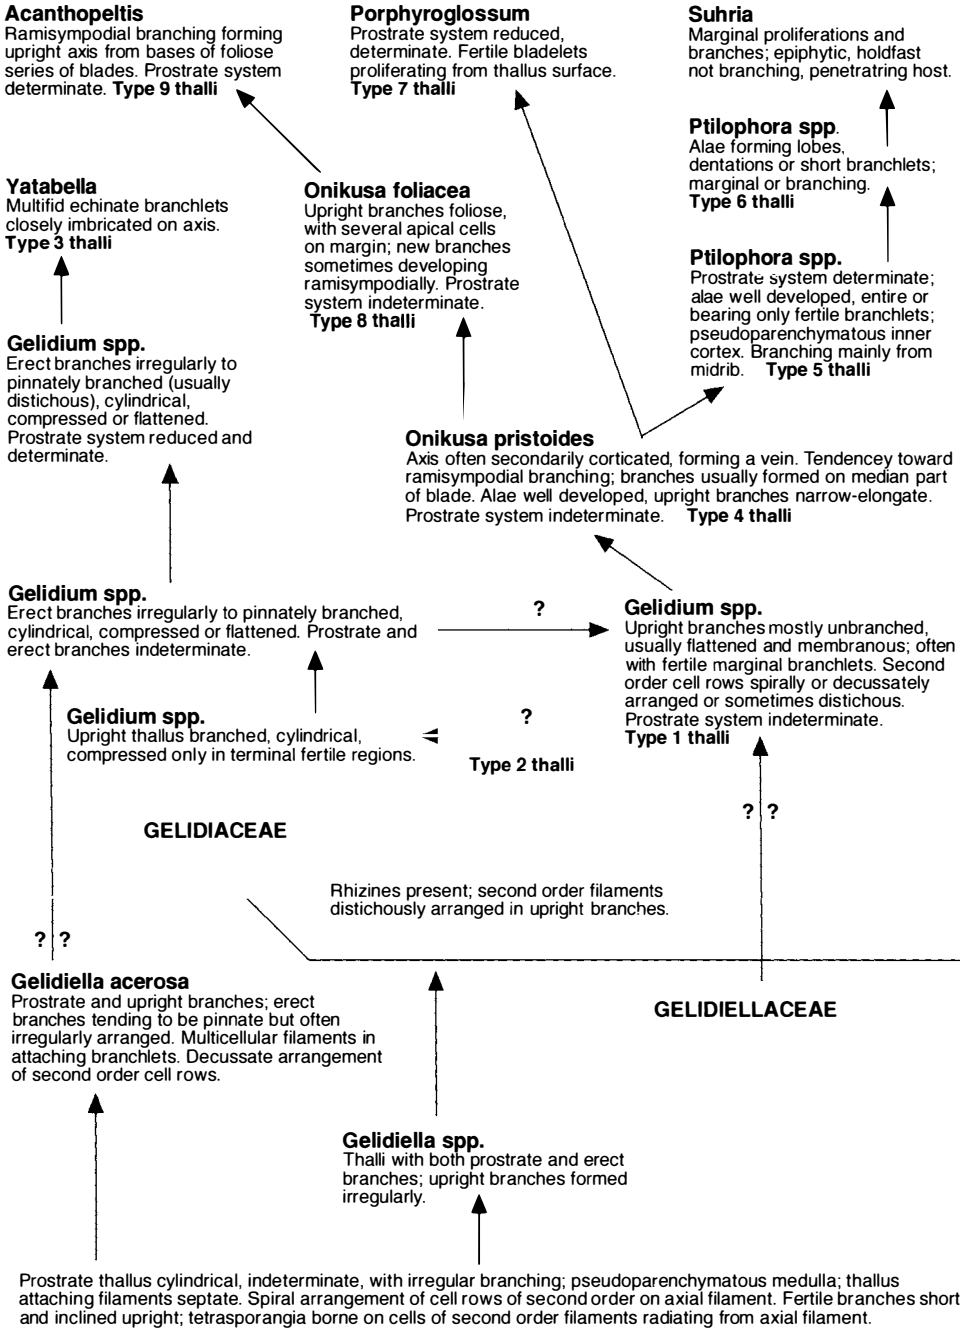 Acanthopeltis
Ramisympodial branching forming
upright axis from bases of foliose
series of blades. Prostrate system
determinate. Type 9 thalli
Porphyroglossum
Prostrate system reduced,
determinate. Fertile bladelets
proliferating from thallus surface.
Type 7 thalli
Suhria
Marginal proliferations and
branches; epiphytic, holdfast
not branching, penetratring host.
Ptilophora spp.
Alae forming lobes,
dentations or short branchlets;
marginal or branching.
Type 6 thalli
Yatabella
Multifid echinate branchlets
closely imbricated on axis.
Type 3 thalli
Onikusa foliacea
Upright branches foliose,
with several apical cells
on margin; new branches
sometimes developing
ramisympodially. Prostrate
system indeterminate.
Type 8 thalli
Ptilophora spp.
Prostrate system determinate;
alae well developed, entire or
bearing only fertile branchlets;
pseudoparenchymatous inner
cortex. Branching mainly from
midrib. Type 5 thalli
Gelidium spp.
Erect branches irregularly to
pinnately branched (usually
distichous), cylindrical,
compressed or flattened.
Prostrate system reduced and
determinate.
Onikusa pristoides
Axis often secondarily corticated, forming a vein. Tendencey toward
ramisympodial branching; branches usually formed on median part
of blade. Alae well developed, upright branches narrow-elongate.
Prostrate system indeterminate. Type 4 thalli
Gelidium spp.
Erect branches irregularly to pinnately branched,
cylindrical, compressed or flattened. Prostrate and
erect branches indeterminate.
?
Gelidium spp.
Upright branches mostly unbranched,
usually flattened and membranous; often
with fertile marginal branchlets. Second
order cell rows spirally or decussately
arranged or sometimes distichous.
Prostrate system indeterminate.
Type 1 thalli
Gelidium spp.
Upright thallus branched, cylindrical,
compressed only in terminal fertile regions.
?
Type 2 thalli
? ?
GELIDIACEAE
Rhizines present; second order filaments
distichously arranged in upright branches.
? ?
Gelidiella acerosa
Prostrate and upright branches; erect
branches tending to be pinnate but often
irregularly arranged. Multicellular filaments in
attaching branchlets. Decussate arrangement
of second order cell rows.
GELIDIELLACEAE
Gelidiella spp.
Thalli with both prostrate and erect
branches; upright branches formed
irregularly.
Prostrate thallus cylindrical, indeterminate, with irregular branching; pseudoparenchymatous medulla; thallus
attaching filaments septate. Spiral arrangement of cell rows of second order on axial filament. Fertile branches short
and inclined upright; tetrasporangia borne on cells of second order filaments radiating from axial filament.